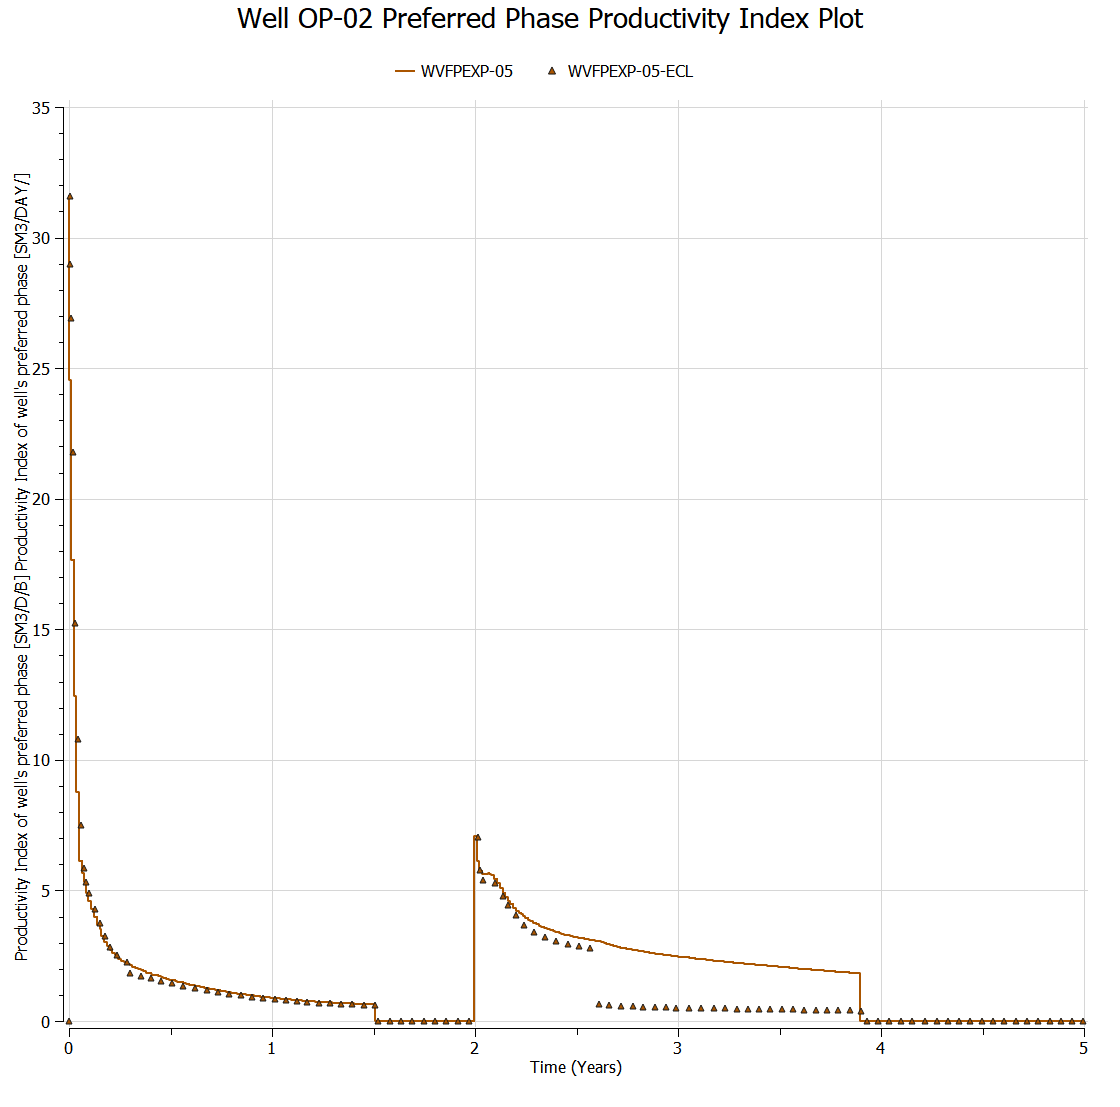 Well OP-02 Preferred Phase Productivity Index Plot
WVFPEXP-05 WVFPEXP-05-ECL
Productivity Index of well's preferred phase [SM3/D/B] Productivity Index of well's preferred phase [SM3/DAY/]
35
30
25
20
15
10
5
0
0 1 2 3 4 5
Time (Years)